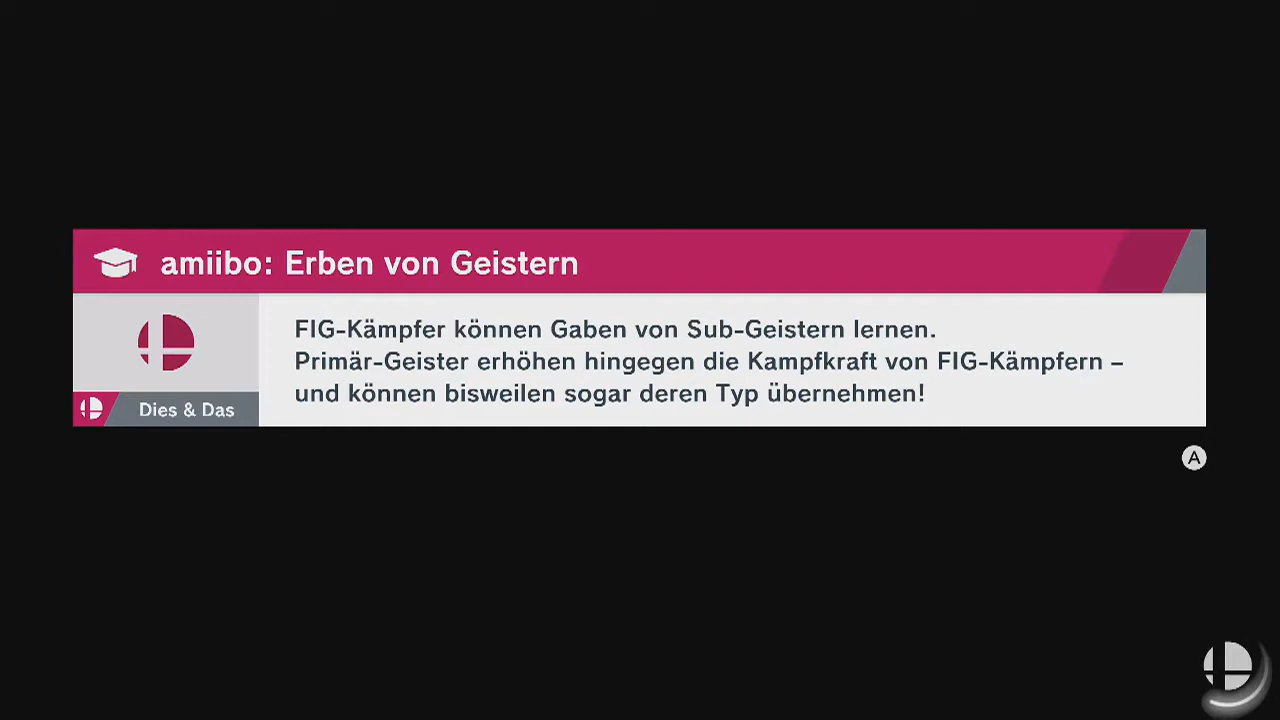 amiibo: Erben von Geistern
FIG-Kämpfer können Gaben von Sub-Geistern lernen.
Primär-Geister erhöhen hingegen die Kampfkraft von FIG-Kämpfern –
und können bisweilen sogar deren Typ übernehmen!
Dies & Das
A